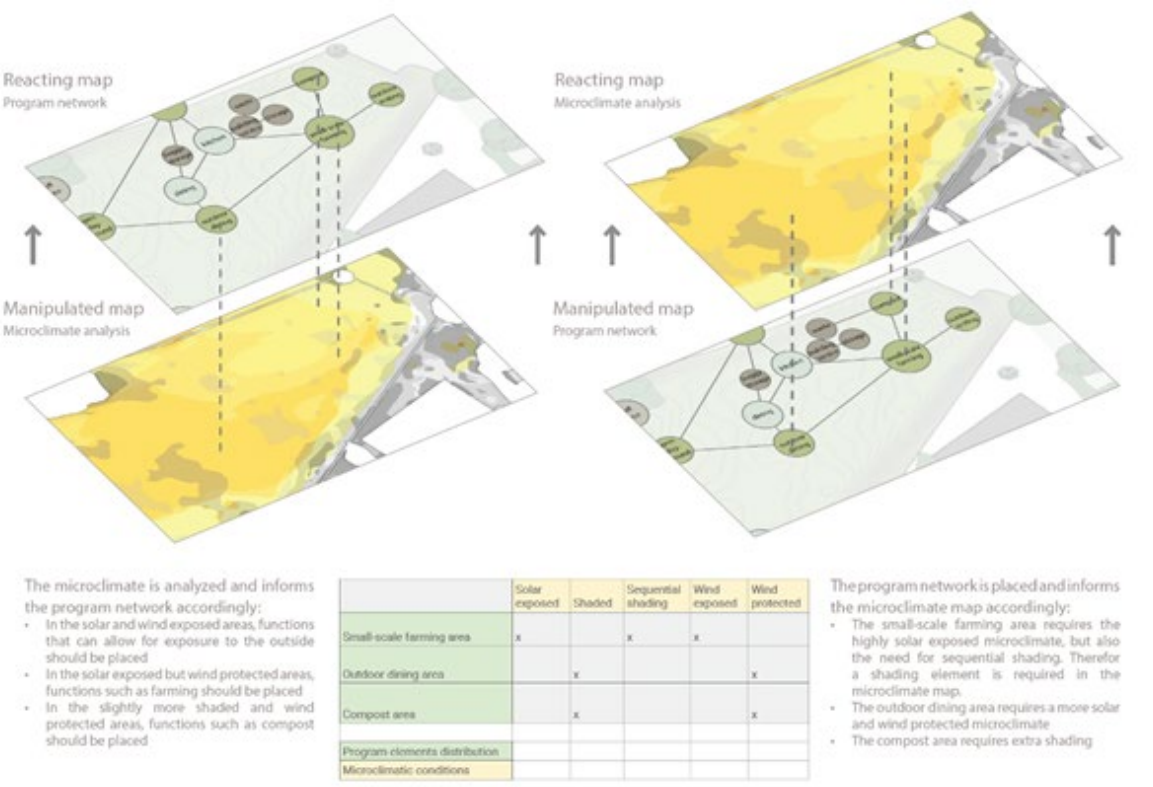 Reacting map
Program network
Reacting map
Microclimate analysis
Manipulated map
Microclimate analysis
Manipulated map
Program network
The microclimate is analyzed and informs
the program network accordingly:
• In the solar and wind exposed areas, functions
that can allow for exposure to the outside
should be placed
• In the solar exposed but wind protected areas,
functions such as farming should be placed
• In the slightly more shaded and wind
protected areas, functions such as compost
should be placed
Solar exposed Shaded Sequential shading Wind exposed Wind protected
Small-scale farming area x x x
Outdoor dining area x x
Compost area x x
Program elements distribution
Microclimatic conditions
The program network is placed and informs
the microclimate map accordingly:
• The small-scale farming area requires the
highly solar exposed microclimate, but also
the need for sequential shading. Therefor
a shading element is required in the
microclimate map.
• The outdoor dining area requires a more solar
and wind protected microclimate
• The compost area requires extra shading